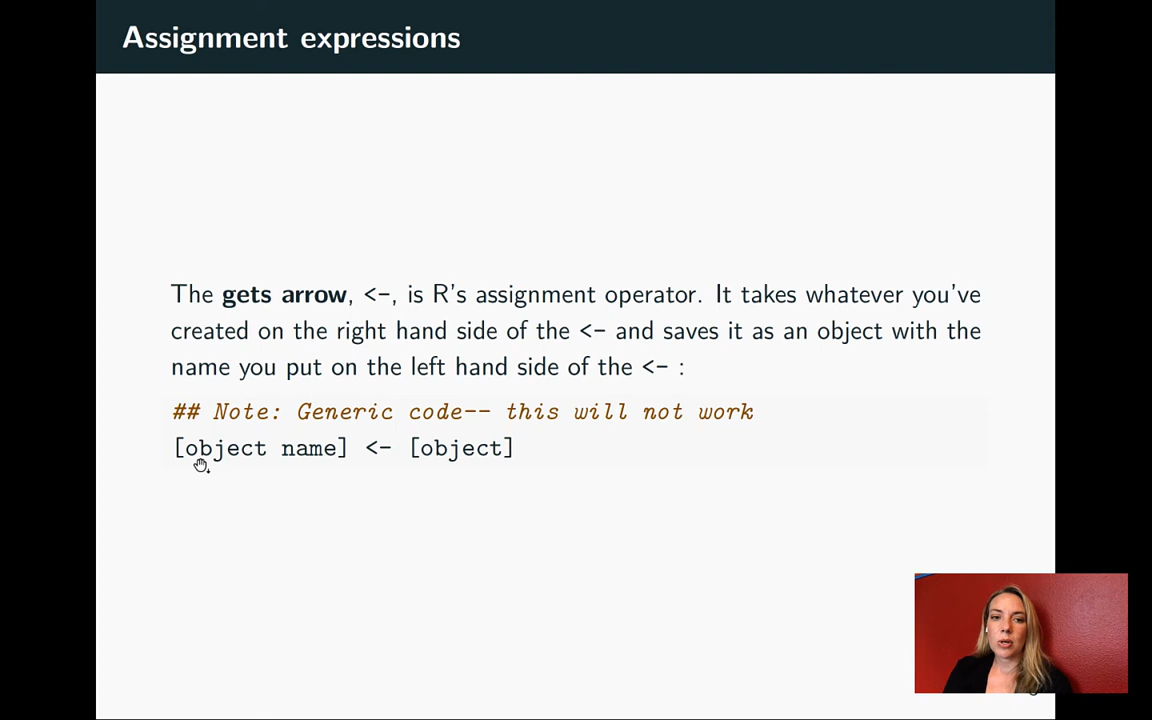 Assignment expressions
The gets arrow, <-, is R's assignment operator. It takes whatever you've
created on the right hand side of the <- and saves it as an object with the
name you put on the left hand side of the <- :
## Note: Generic code-- this will not work
[object name] <- [object]